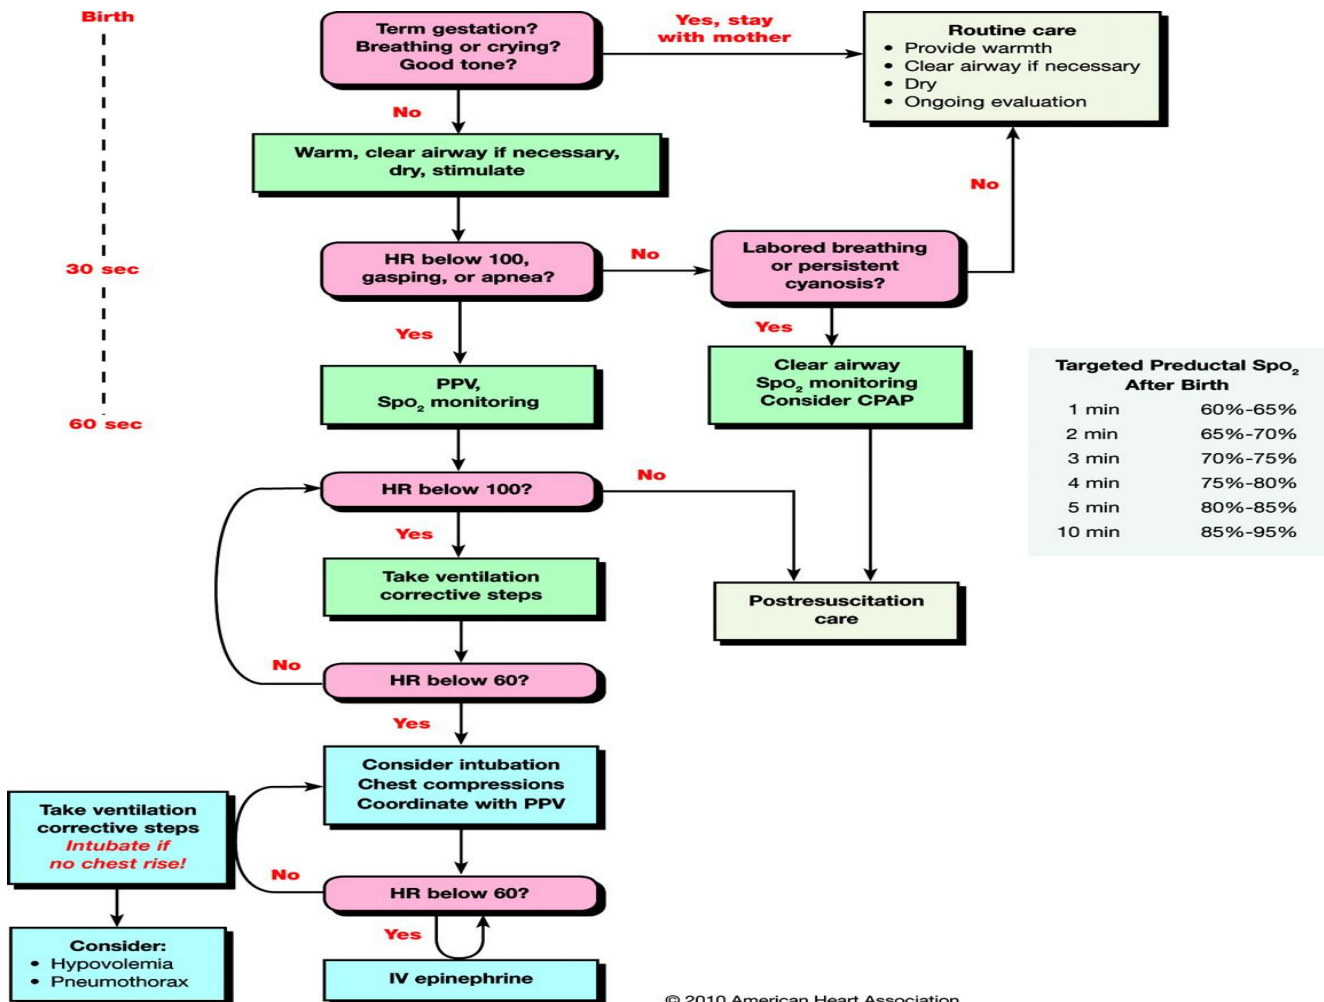 Birth
Term gestation?
Breathing or crying?
Good tone?
Yes, stay
with mother
Routine care
• Provide warmth
• Clear airway if necessary
• Dry
• Ongoing evaluation
No
Warm, clear airway if necessary,
dry, stimulate
No
30 sec
HR below 100,
gasping, or apnea?
No
Labored breathing
or persistent
cyanosis?
Yes
Yes
PPV,
Spo₂ monitoring
Clear airway
Spo₂ monitoring
Consider CPAP
60 sec
Targeted Preductal Spo₂
After Birth
1 min 60%-65%
2 min 65%-70%
3 min 70%-75%
4 min 75%-80%
5 min 80%-85%
10 min 85%-95%
HR below 100?
No
Yes
Take ventilation
corrective steps
Postresuscitation
care
No
HR below 60?
Yes
Consider intubation
Chest compressions
Coordinate with PPV
Take ventilation
corrective steps
Intubate if
no chest rise!
No
HR below 60?
Yes
Consider:
• Hypovolemia
• Pneumothorax
IV epinephrine
© 2010 American Heart Association